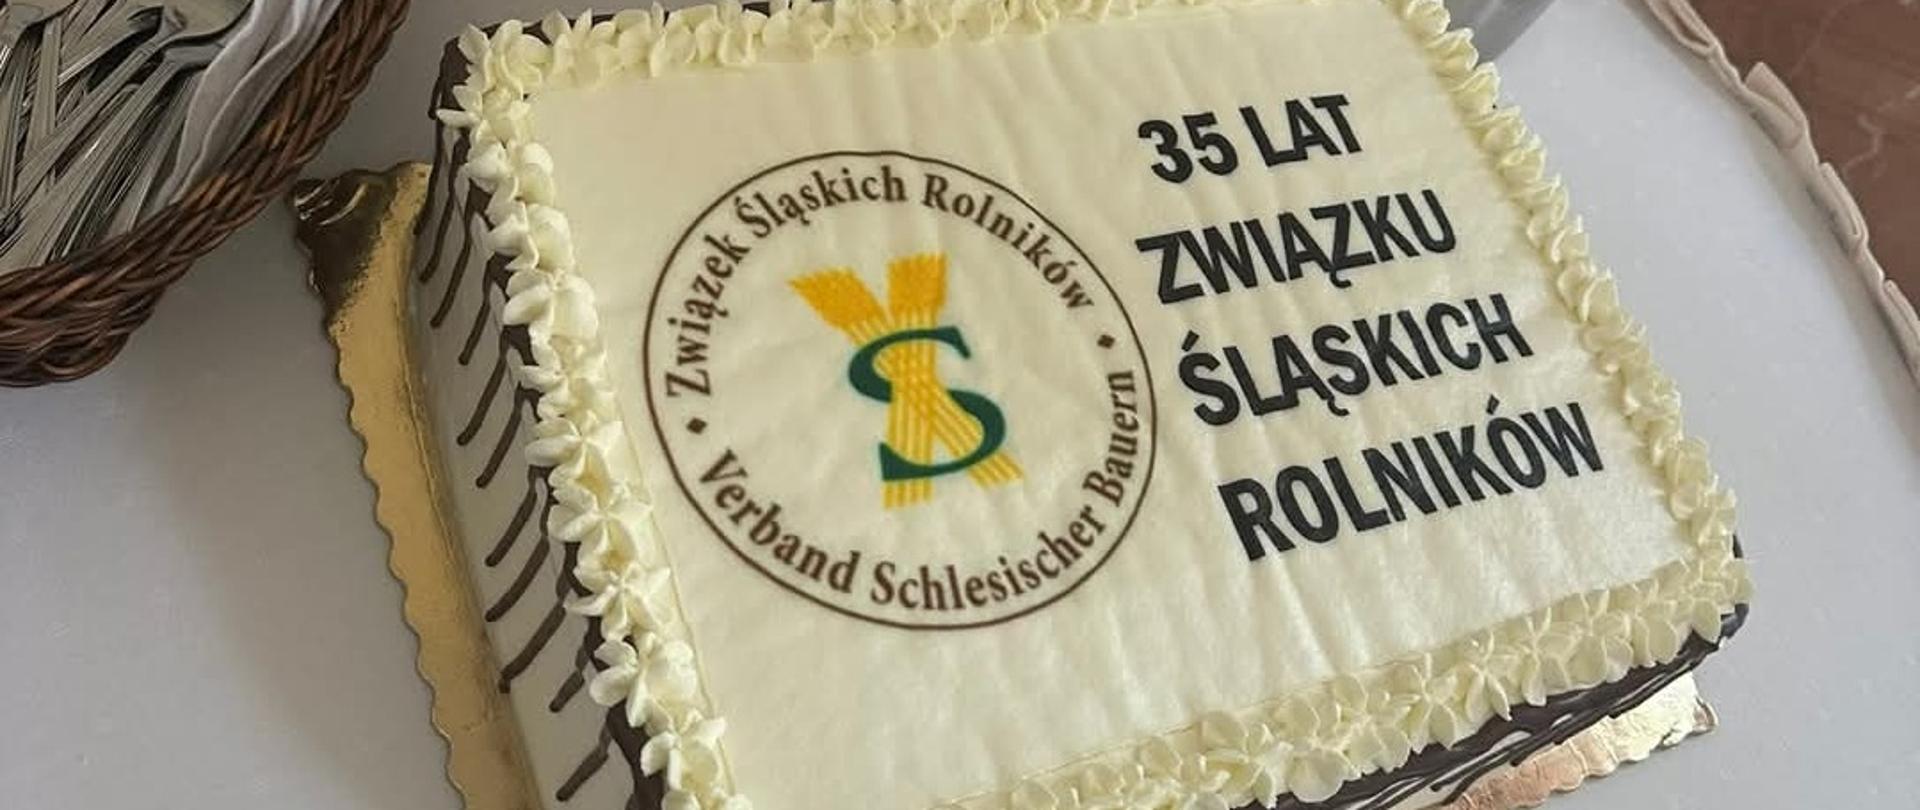 Związek Śląskich Rolników
S
Verband Schlesischer Bauern
35 LAT
ZWIĄZKU
ŚLĄSKICH
ROLNIKÓW